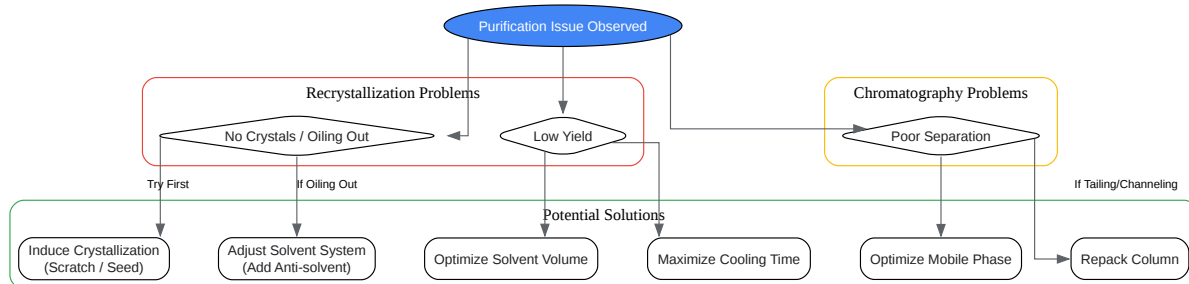 Purification Issue Observed
Recrystallization Problems
Chromatography Problems
No Crystals / Oiling Out
Low Yield
Poor Separation
Try First
If Oiling Out
If Tailing/Channeling
Potential Solutions
Induce Crystallization
(Scratch / Seed)
Adjust Solvent System
(Add Anti-solvent)
Optimize Solvent Volume
Maximize Cooling Time
Optimize Mobile Phase
Repack Column